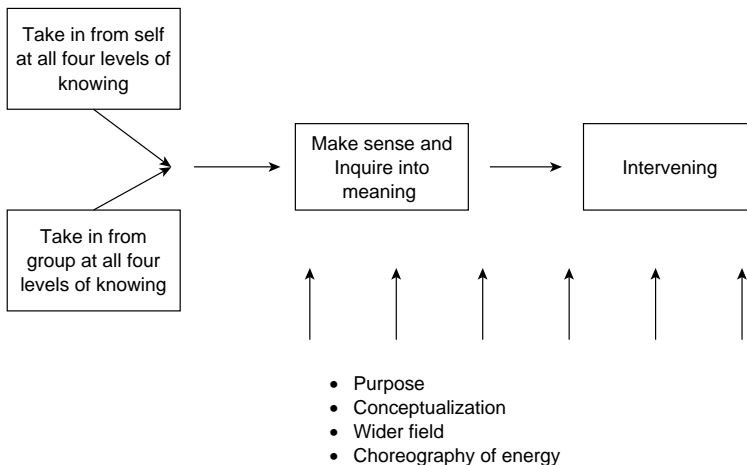 Take in from self
at all four levels of
knowing
Make sense and
Inquire into
meaning
Intervening
Take in from
group at all four
levels of knowing
• Purpose
• Conceptualization
• Wider field
• Choreography of energy